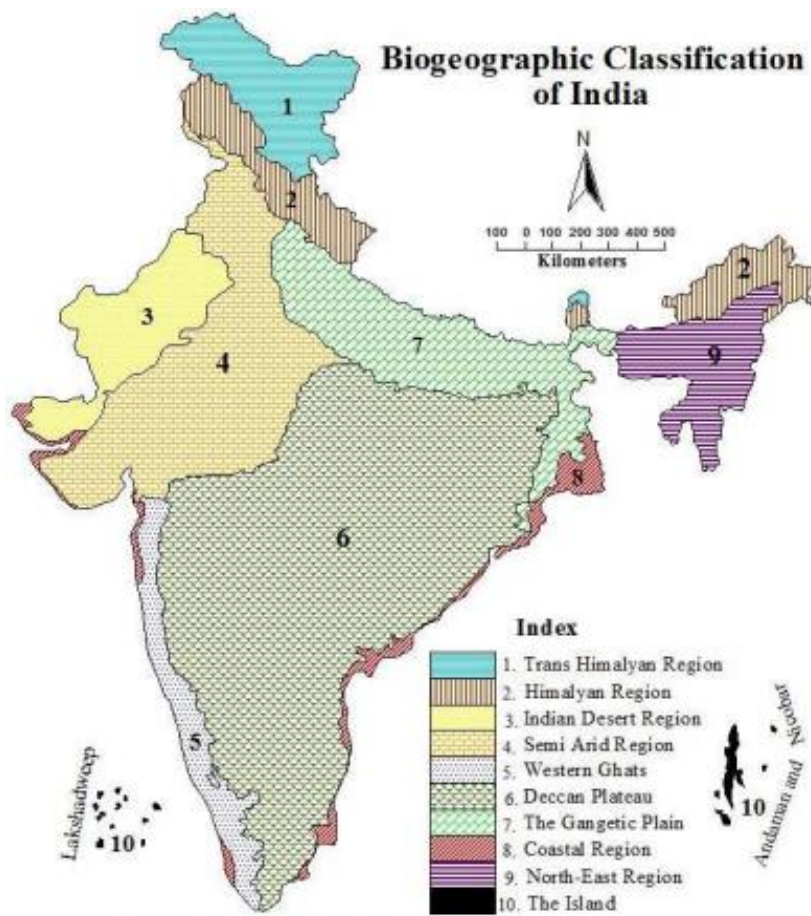 Biogeographic Classification
of India
N
100 0 100 200 300 400 500
Kilometers
1
2
2
3
4
7
9
8
6
5
Lakshadweep
10
Andaman and Nicobar
10
Index
1. Trans Himalyan Region
2. Himalyan Region
3. Indian Desert Region
4. Semi Arid Region
5. Western Ghats
6. Deccan Plateau
7. The Gangetic Plain
8. Coastal Region
9. North-East Region
10. The Island